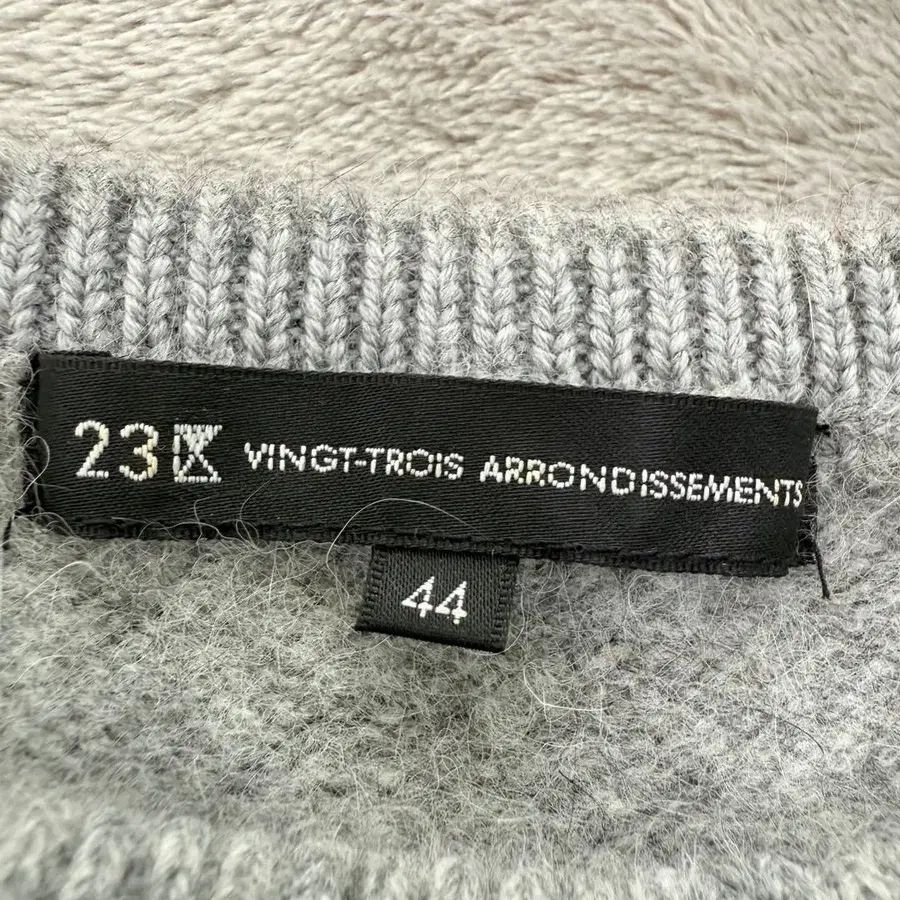 23区 VINGT-TROIS ARRONDISSEMENTS
44